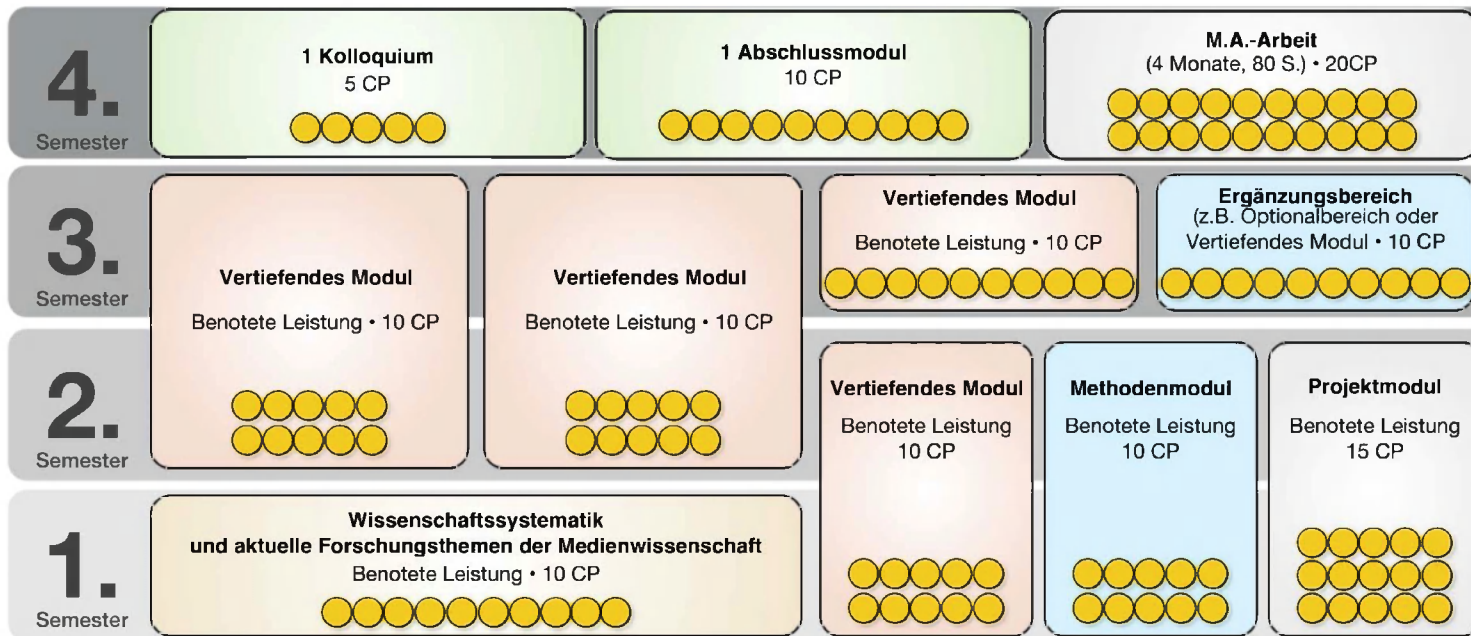 4.
Semester
1 Kolloquium
5 CP
1 Abschlussmodul
10 CP
M.A.-Arbeit
(4 Monate, 80 S.) • 20CP
3.
Semester
Vertiefendes Modul
Benotete Leistung • 10 CP
Vertiefendes Modul
Benotete Leistung • 10 CP
Vertiefendes Modul
Benotete Leistung • 10 CP
Ergänzungsbereich
(z.B. Optionalbereich oder
Vertiefendes Modul • 10 CP
2.
Semester
Vertiefendes Modul
Benotete Leistung
10 CP
Methodenmodul
Benotete Leistung
10 CP
Projektmodul
Benotete Leistung
15 CP
1.
Semester
Wissenschaftssystematik
und aktuelle Forschungsthemen der Medienwissenschaft
Benotete Leistung • 10 CP